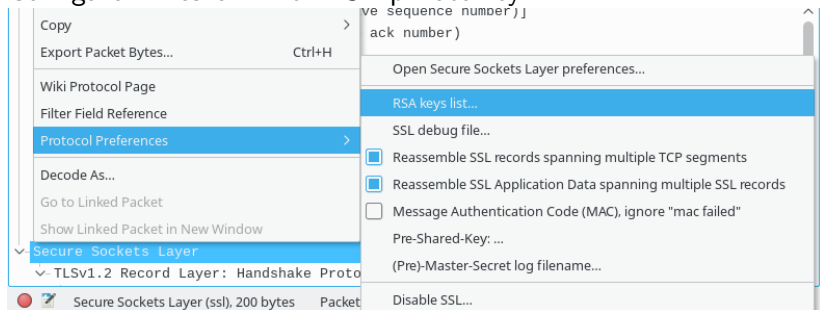 ve sequence number)]
Copy
ack number)
Export Packet Bytes... Ctrl+H
Open Secure Sockets Layer preferences...
Wiki Protocol Page
RSA keys list...
Filter Field Reference
SSL debug file...
Protocol Preferences
Reassemble SSL records spanning multiple TCP segments
Decode As...
Reassemble SSL Application Data spanning multiple SSL records
Go to Linked Packet
Message Authentication Code (MAC), ignore "mac failed"
Show Linked Packet in New Window
Pre-Shared-Key: ...
Secure Sockets Layer
(Pre)-Master-Secret log filename...
TLSv1.2 Record Layer: Handshake Proto
Disable SSL...
Secure Sockets Layer (ssl), 200 bytes Packet